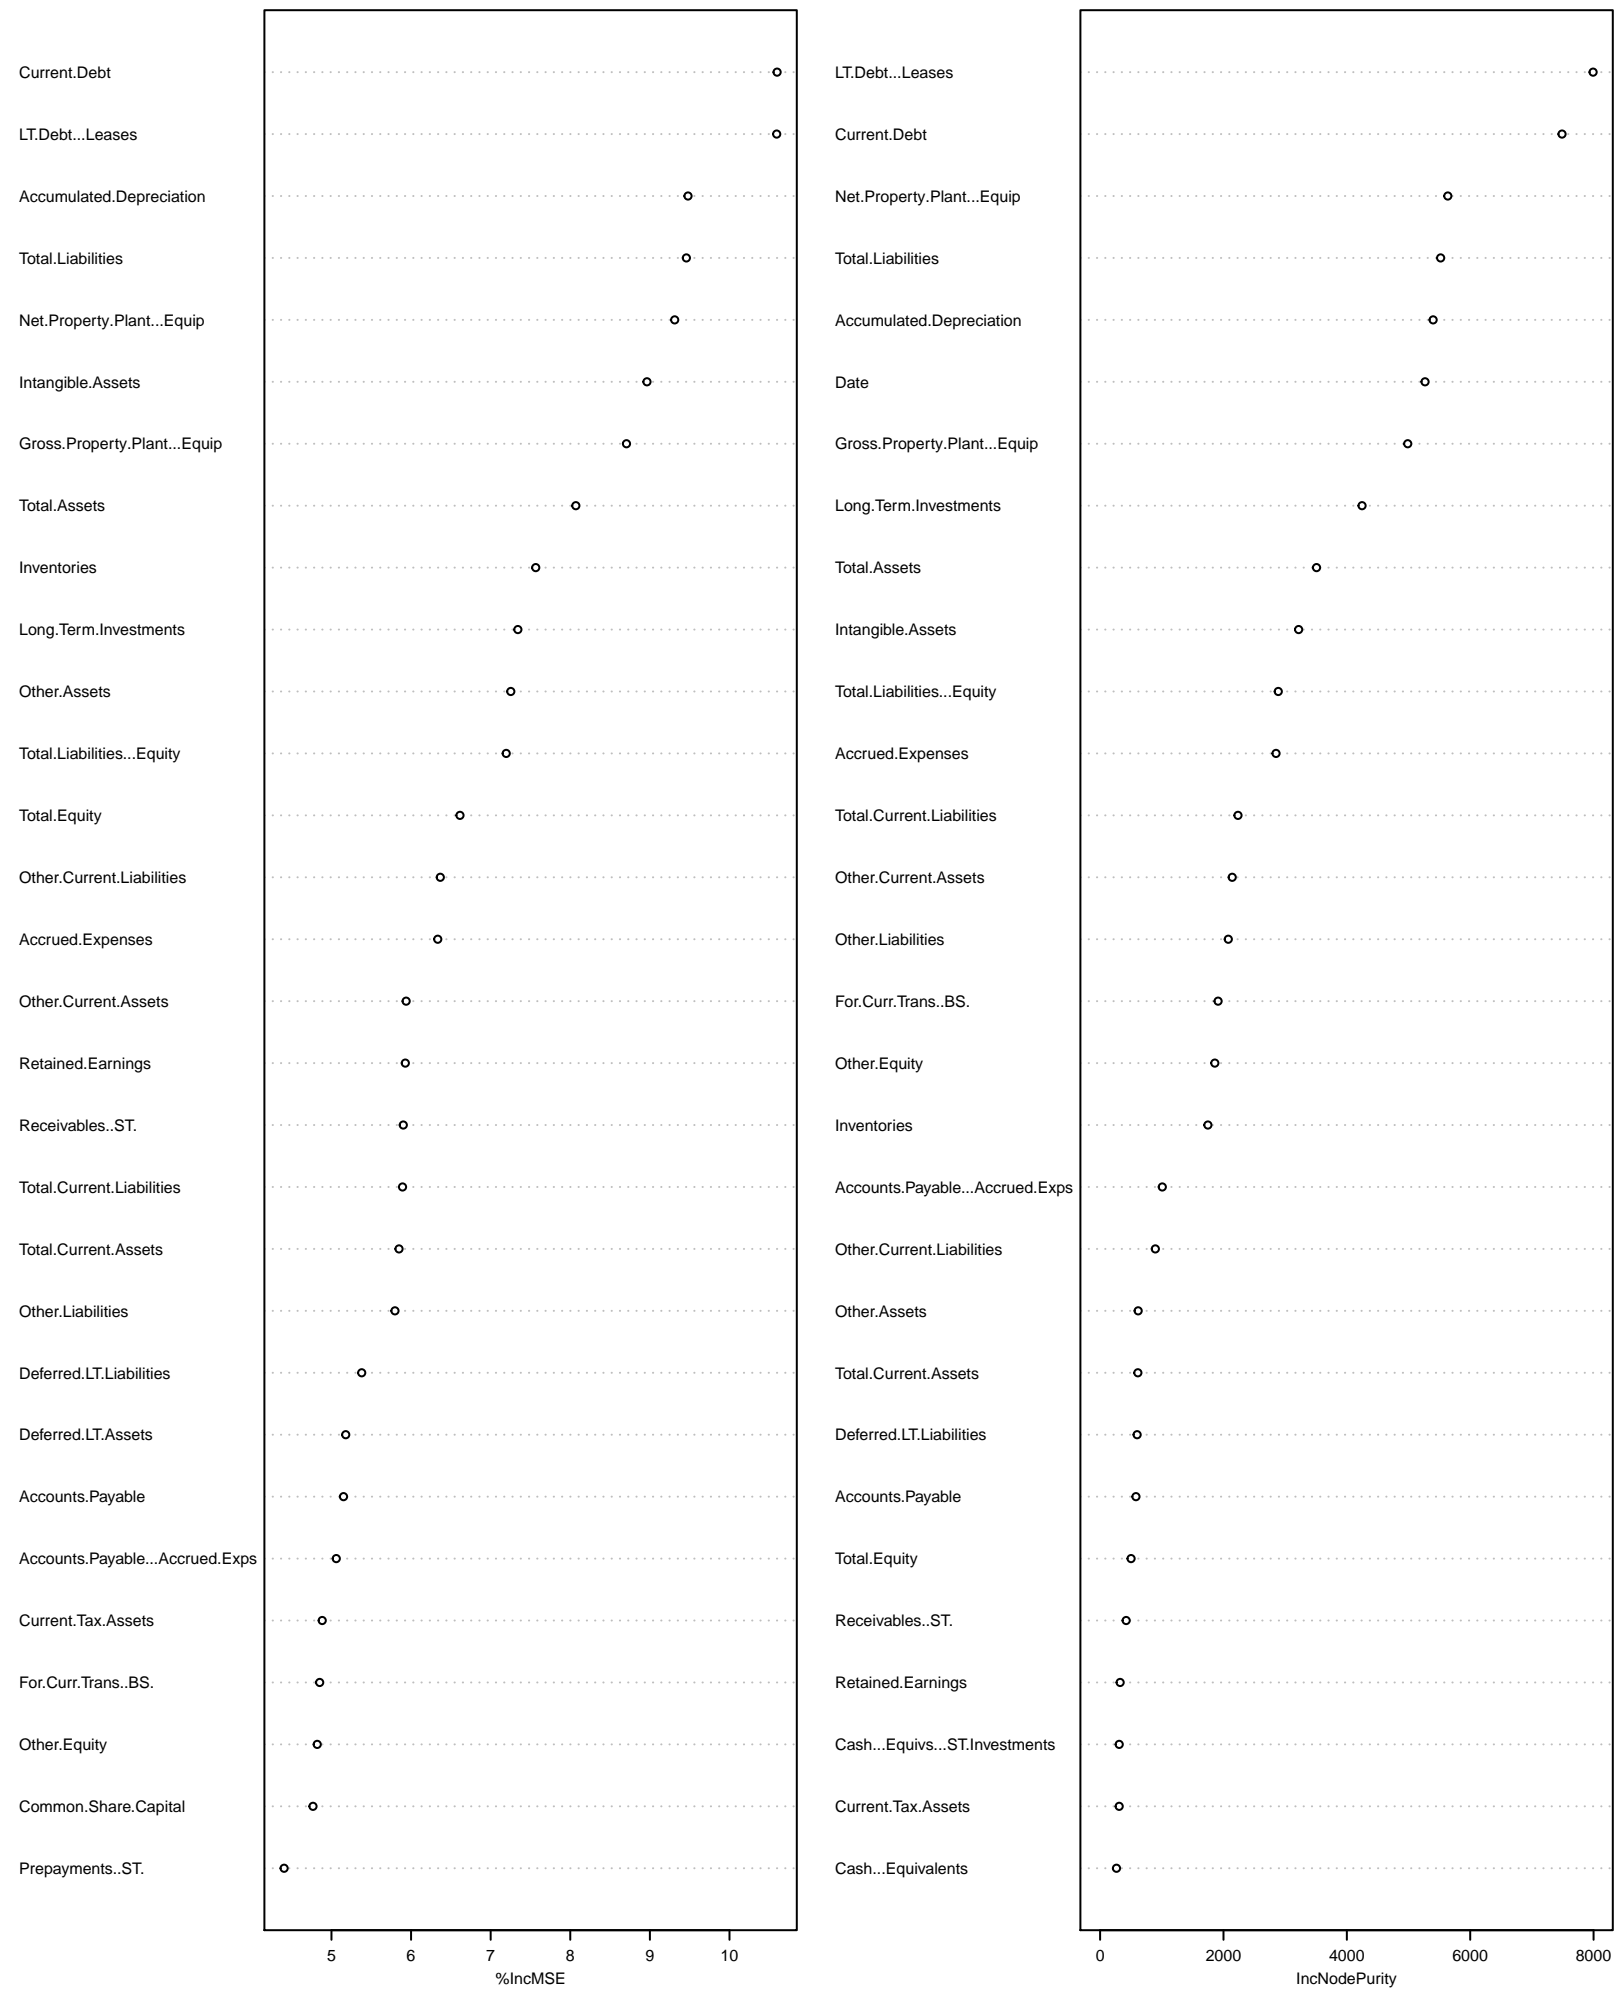 Current.Debt
LT.Debt...Leases
Accumulated.Depreciation
Total.Liabilities
Net.Property.Plant...Equip
Intangible.Assets
Gross.Property.Plant...Equip
Total.Assets
Inventories
Long.Term.Investments
Other.Assets
Total.Liabilities...Equity
Total.Equity
Other.Current.Liabilities
Accrued.Expenses
Other.Current.Assets
Retained.Earnings
Receivables..ST.
Total.Current.Liabilities
Total.Current.Assets
Other.Liabilities
Deferred.LT.Liabilities
Deferred.LT.Assets
Accounts.Payable
Accounts.Payable...Accrued.Exps
Current.Tax.Assets
For.Curr.Trans..BS.
Other.Equity
Common.Share.Capital
Prepayments..ST.
5 6 7 8 9 10
%IncMSE
LT.Debt...Leases
Current.Debt
Net.Property.Plant...Equip
Total.Liabilities
Accumulated.Depreciation
Date
Gross.Property.Plant...Equip
Long.Term.Investments
Total.Assets
Intangible.Assets
Total.Liabilities...Equity
Accrued.Expenses
Total.Current.Liabilities
Other.Current.Assets
Other.Liabilities
For.Curr.Trans..BS.
Other.Equity
Inventories
Accounts.Payable...Accrued.Exps
Other.Current.Liabilities
Other.Assets
Total.Current.Assets
Deferred.LT.Liabilities
Accounts.Payable
Total.Equity
Receivables..ST.
Retained.Earnings
Cash...Equivs...ST.Investments
Current.Tax.Assets
Cash...Equivalents
0 2000 4000 6000 8000
IncNodePurity